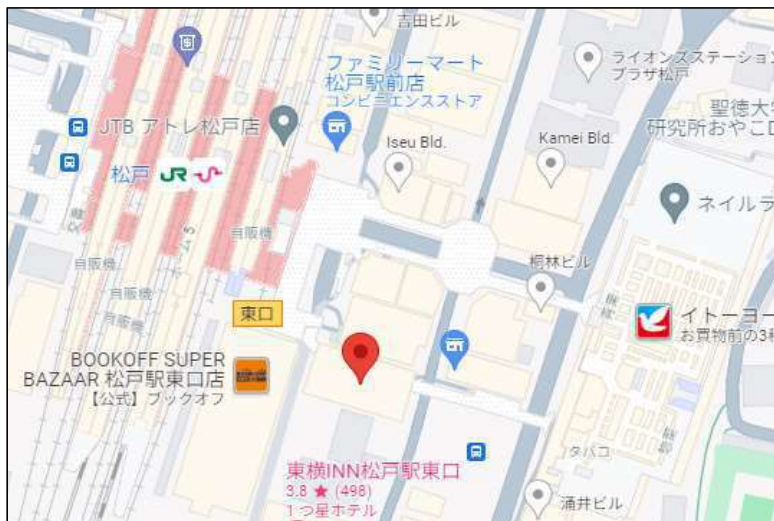 吉田ビル
ファミリーマート
松戸駅前店
コンビニエンスストア
ライオンズステーション
プラザ松戸
JTB アトレ松戸店
Iseu Bldg.
Kamei Bldg.
聖徳大
研究所おやこ
松戸 JR
ネイルラ
自販機
ホーム 5
自販機
自販機
自販機
桐林ビル
東口
イトーヨー
お買物前の3
BOOKOFF SUPER
BAZAAR 松戸駅東口店
【公式】ブックオフ
タバコ
東横INN松戸駅東口
3.8 ★ (498)
1 つ星ホテル
涌井ビル